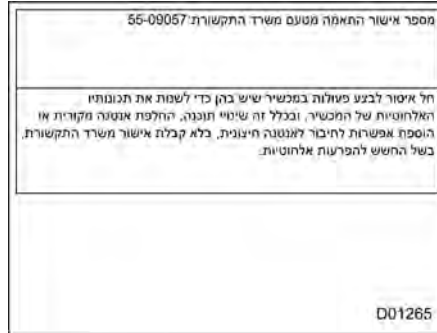 מספר אישור התאמה מטעם משרד התקשורת 55-09057
חל איסור לבצע פעולות במכשיר שיש בהן כדי לשנות את תכונותיו
האלחוטיות של המכשיר, ובכלל זה שינויי תוכנה, החלפת אנטנה מקורית או
הוספת אפשרות לחיבור לאנטנה חיצונית, בלא קבלת אישור משרד התקשורת,
בשל החשש להפרעות אלחוטיות.
D01265